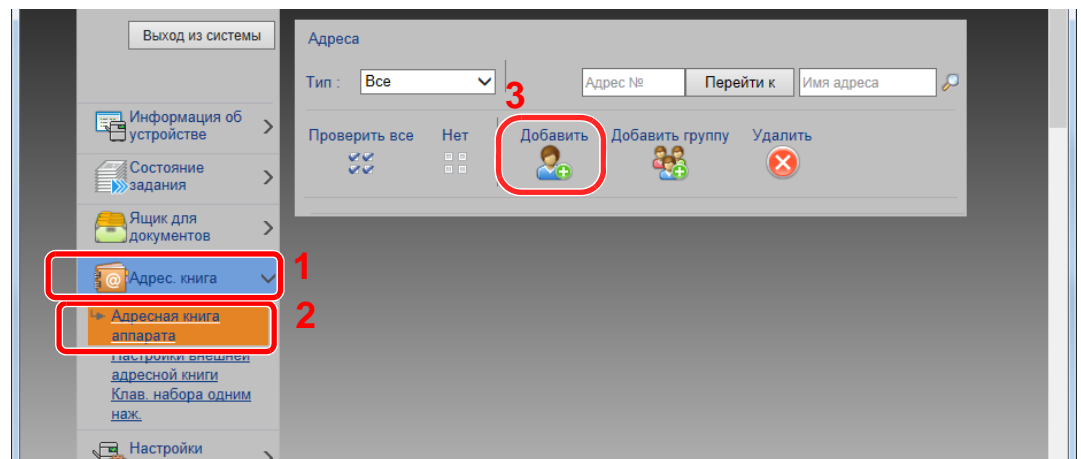 Выход из системы
Адреса
Тип :
Все
Адрес №
Перейти к
Имя адреса
3
Проверить все
Нет
Добавить
Добавить группу
Удалить
Информация об
устройстве
Состояние
задания
Ящик для
документов
Адрес. книга
1
Адресная книга
аппарата
2
Настройки внешней
адресной книги
Клав. набора одним
наж.
Настройки